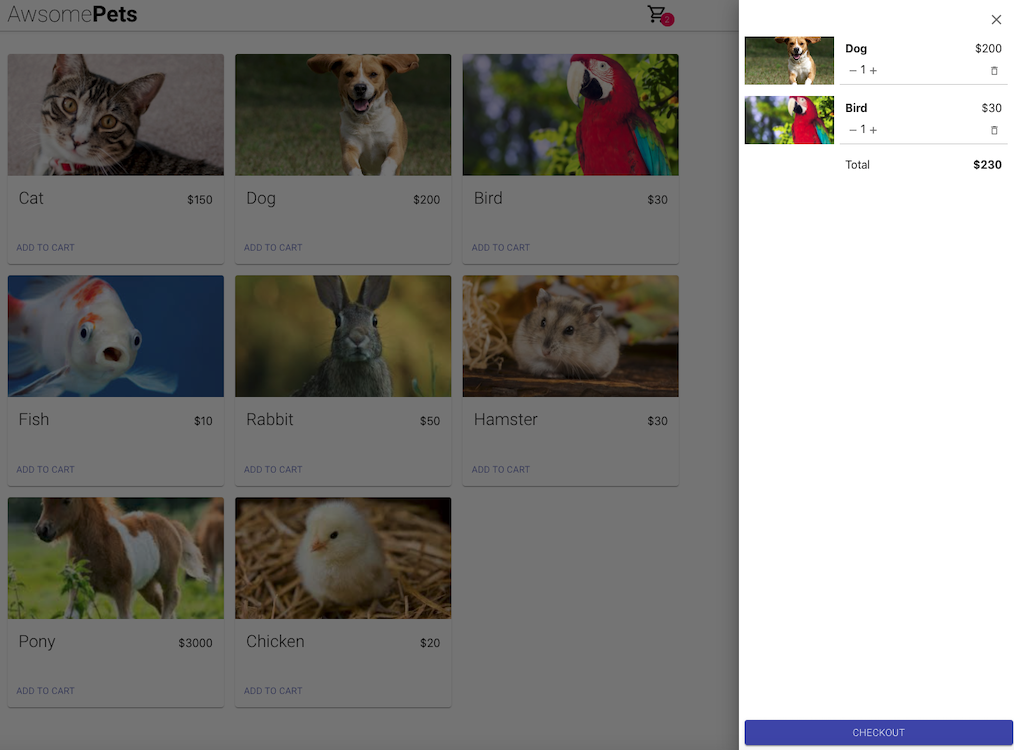 AwsomePets
2
Cat $150
ADD TO CART
Dog $200
ADD TO CART
Bird $30
ADD TO CART
Fish $10
ADD TO CART
Rabbit $50
ADD TO CART
Hamster $30
ADD TO CART
Pony $3000
ADD TO CART
Chicken $20
ADD TO CART
Dog $200
– 1 +
Bird $30
– 1 +
Total $230
CHECKOUT